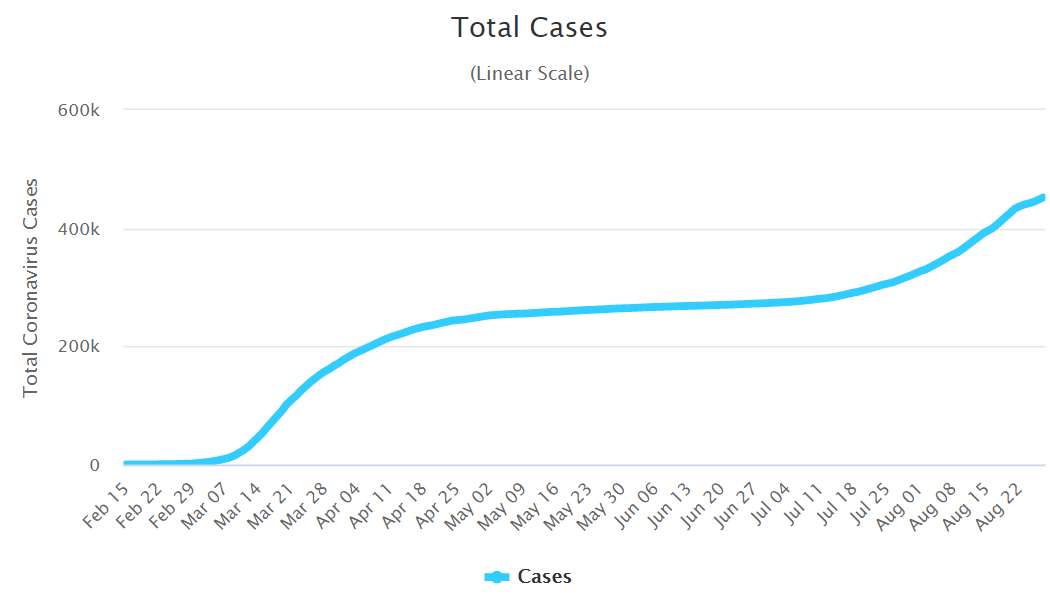 Total Cases
(Linear Scale)
Total Coronavirus Cases
600k
400k
200k
0
Feb 15
Feb 22
Feb 29
Mar 07
Mar 14
Mar 21
Mar 28
Apr 04
Apr 11
Apr 18
Apr 25
May 02
May 09
May 16
May 23
May 30
Jun 06
Jun 13
Jun 20
Jun 27
Jul 04
Jul 11
Jul 18
Jul 25
Aug 01
Aug 08
Aug 15
Aug 22
Cases